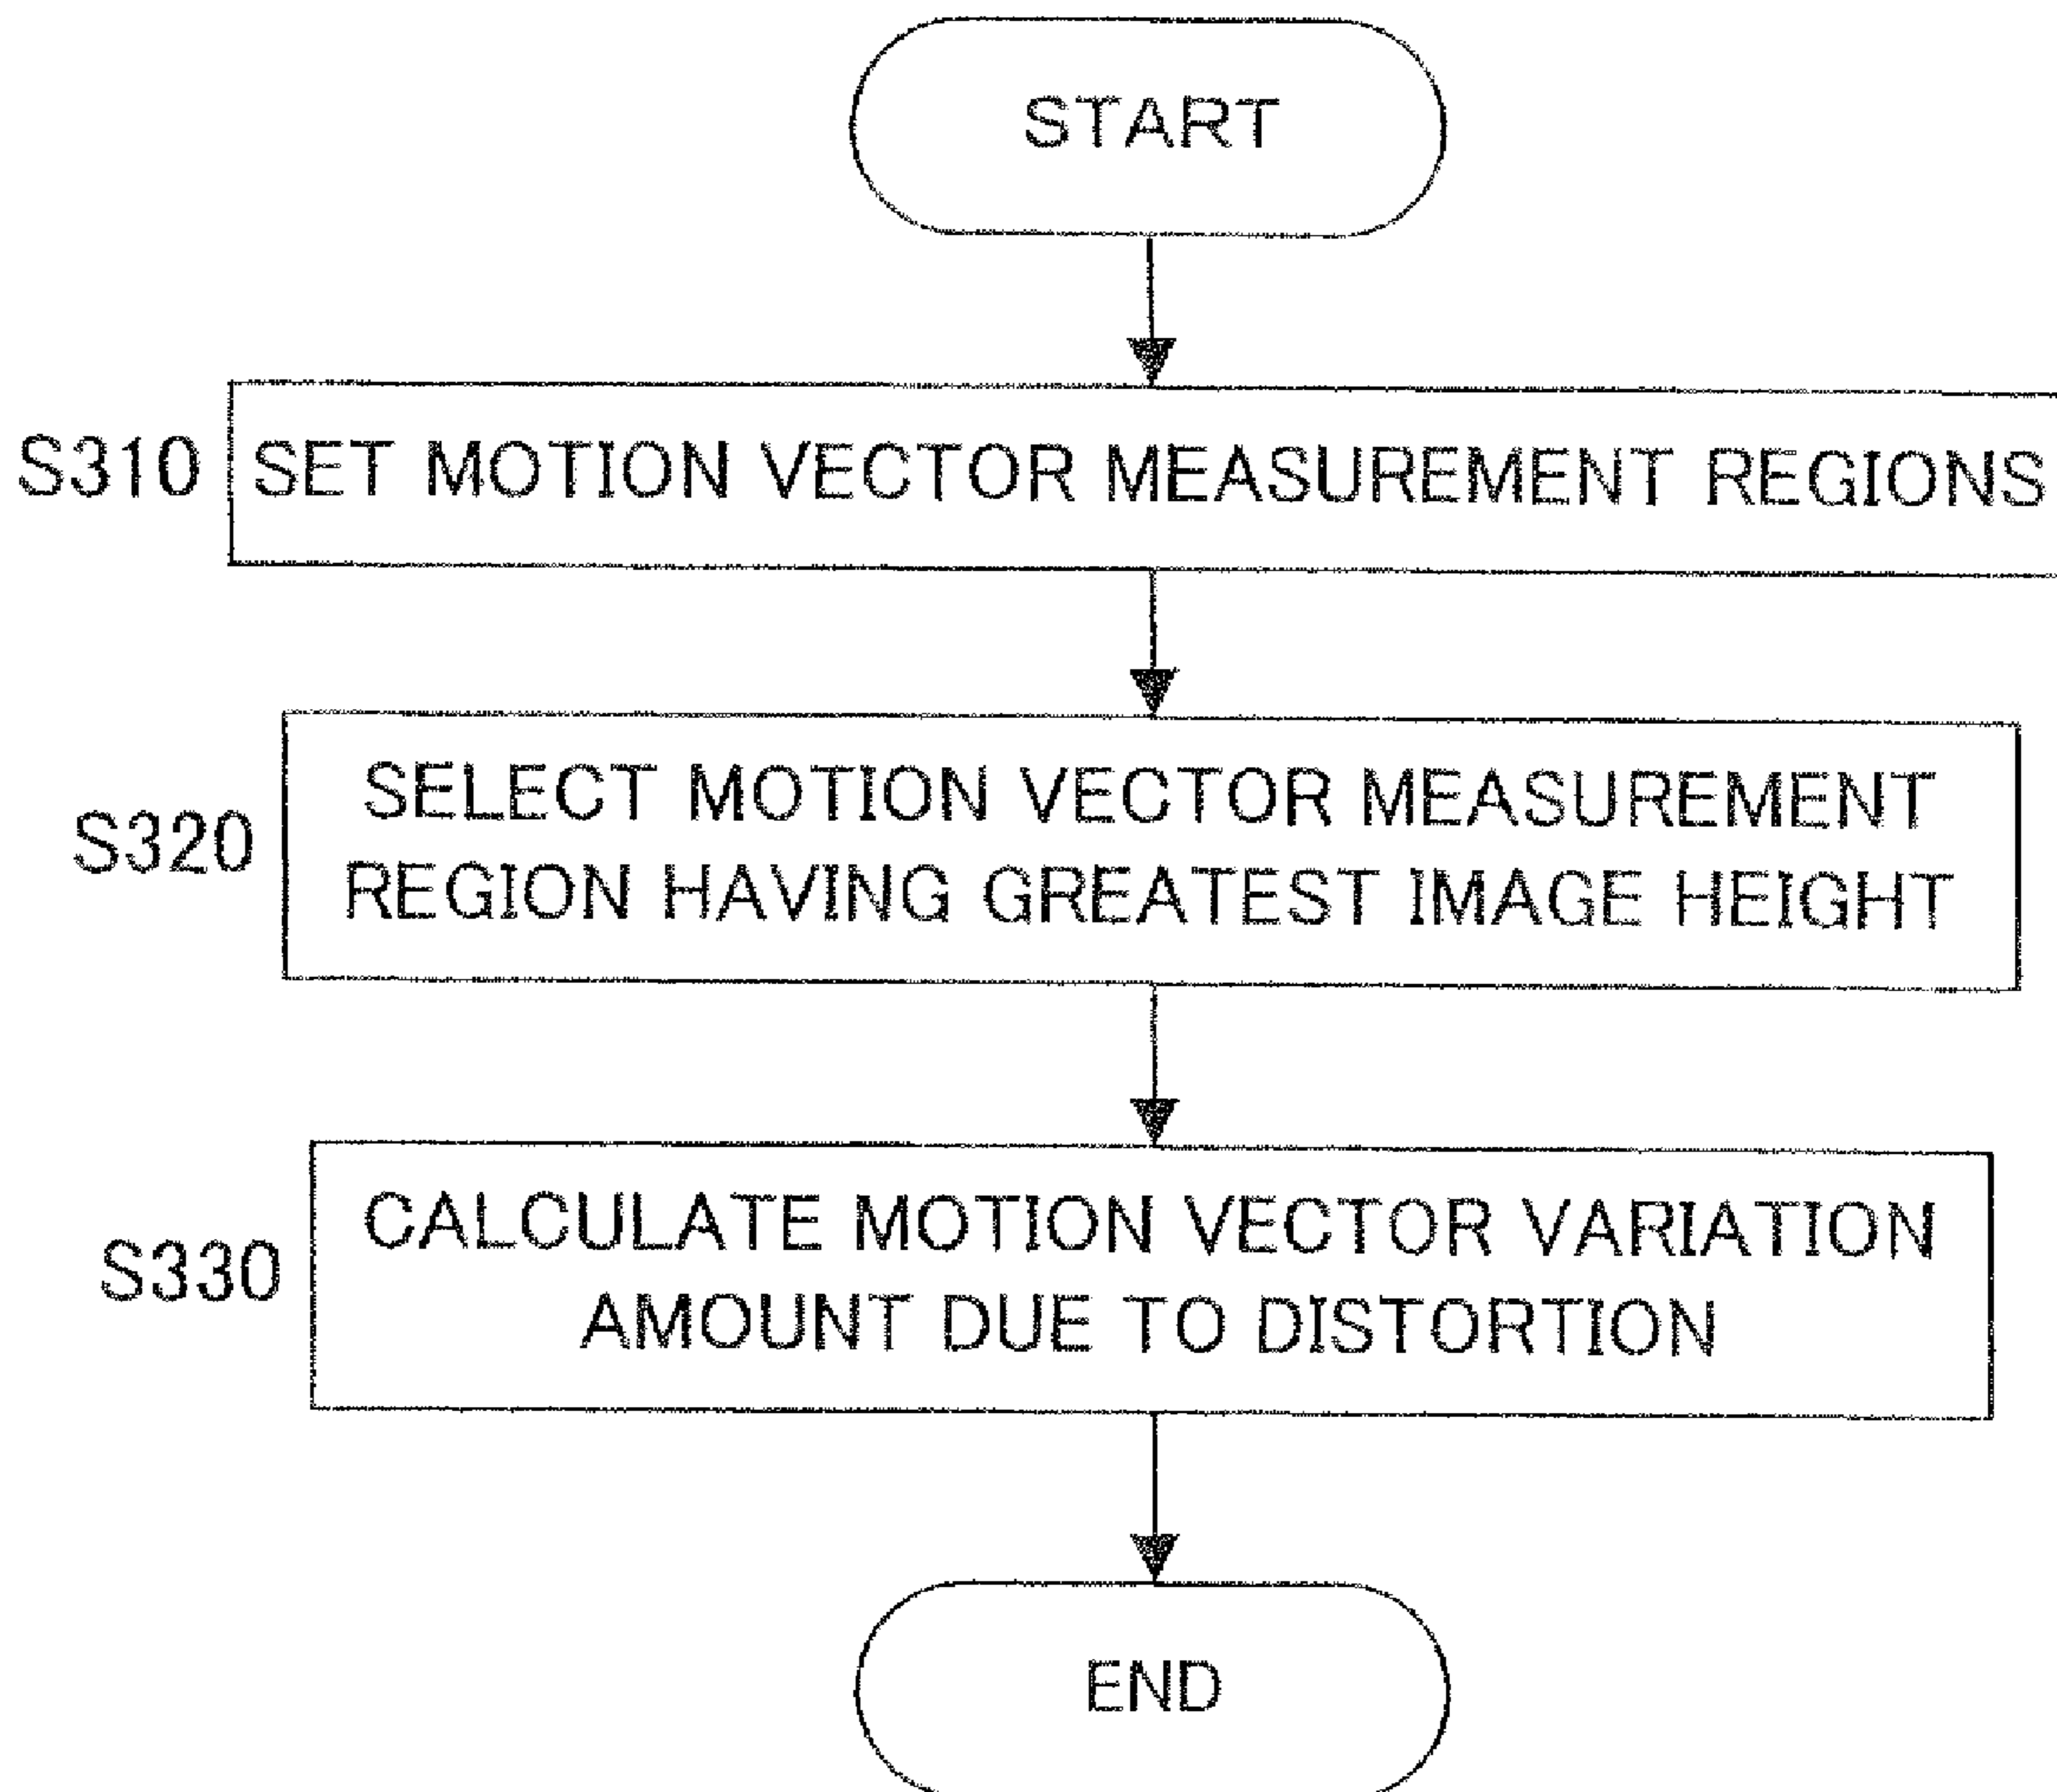 START
S310 SET MOTION VECTOR MEASUREMENT REGIONS
S320
SELECT MOTION VECTOR MEASUREMENT
REGION HAVING GREATEST IMAGE HEIGHT
S330
CALCULATE MOTION VECTOR VARIATION
AMOUNT DUE TO DISTORTION
END